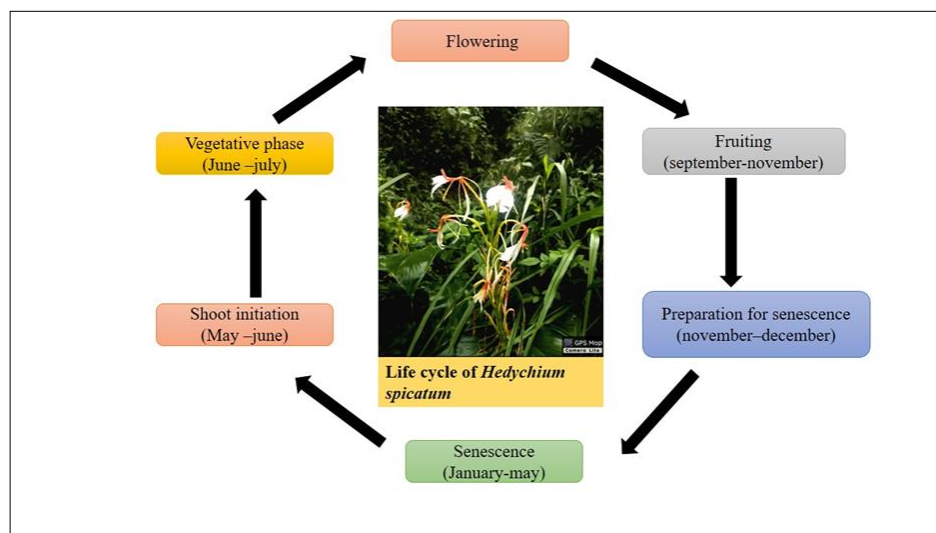 Flowering
Vegetative phase
(June –july)
Fruiting
(september-november)
Shoot initiation
(May –june)
Preparation for senescence
(november–december)
GPS Map
Camera Lite
Life cycle of Hedychium
spicatum
Senescence
(January-may)